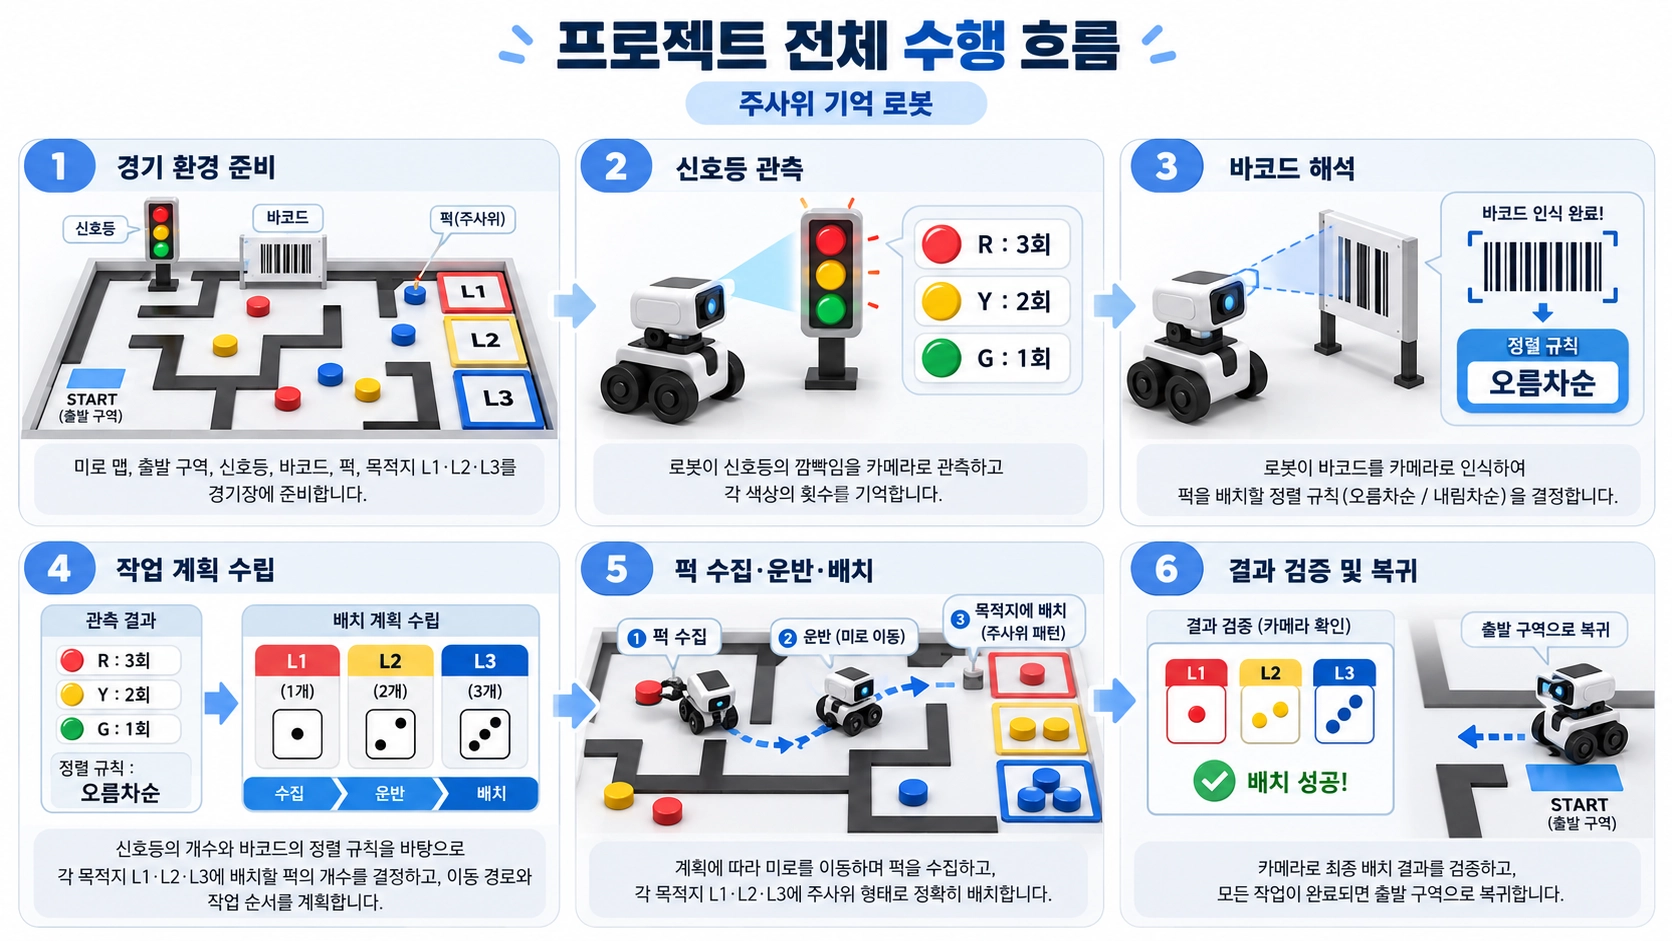 프로젝트 전체 수행 흐름
주사위 기억 로봇
1 경기 환경 준비
신호등
바코드
퍽(주사위)
L1
L2
L3
START
(출발 구역)
미로 맵, 출발 구역, 신호등, 바코드, 퍽, 목적지 L1·L2·L3를
경기장에 준비합니다.
2 신호등 관측
R : 3회
Y : 2회
G : 1회
로봇이 신호등의 깜빡임을 카메라로 관측하고
각 색상의 횟수를 기억합니다.
3 바코드 해석
바코드 인식 완료!
정렬 규칙
오름차순
로봇이 바코드를 카메라로 인식하여
퍽을 배치할 정렬 규칙(오름차순 / 내림차순)을 결정합니다.
4 작업 계획 수립
관측 결과
R : 3회
Y : 2회
G : 1회
정렬 규칙 :
오름차순
배치 계획 수립
L1 L2 L3
(1개) (2개) (3개)
수집 운반 배치
신호등의 개수와 바코드의 정렬 규칙을 바탕으로
각 목적지 L1·L2·L3에 배치할 퍽의 개수를 결정하고, 이동 경로와
작업 순서를 계획합니다.
5 퍽 수집·운반·배치
1 퍽 수집
2 운반 (미로 이동)
3 목적지에 배치
(주사위 패턴)
계획에 따라 미로를 이동하며 퍽을 수집하고,
각 목적지 L1·L2·L3에 주사위 형태로 정확히 배치합니다.
6 결과 검증 및 복귀
결과 검증 (카메라 확인)
L1 L2 L3
배치 성공!
출발 구역으로 복귀
START
(출발 구역)
카메라로 최종 배치 결과를 검증하고,
모든 작업이 완료되면 출발 구역으로 복귀합니다.